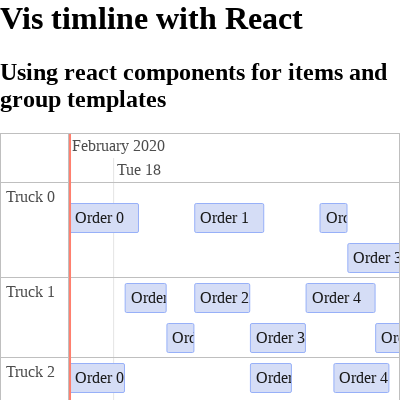 Vis timline with React
Using react components for items and
group templates
February 2020
Tue 18
Truck 0
Order 0
Order 1
Orc
Order 3
Truck 1
Order
Order 2
Order 4
Orc
Order 3
Or
Truck 2
Order 0
Order
Order 4